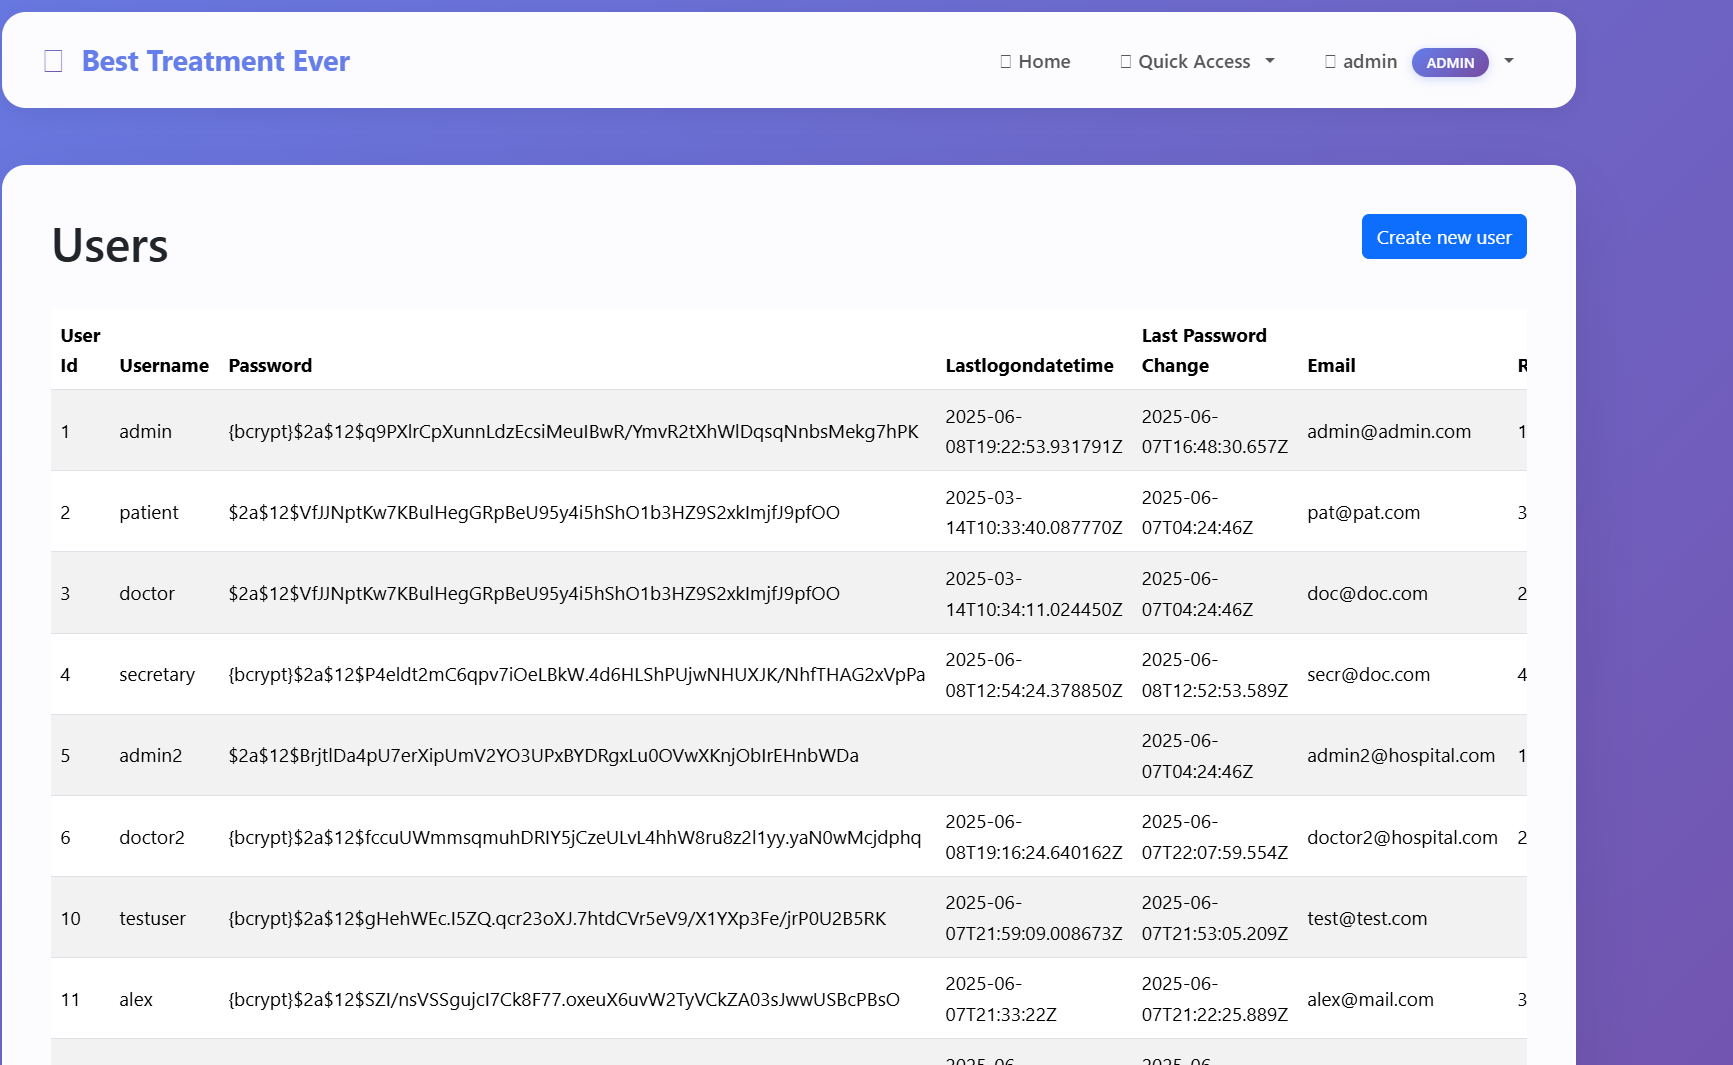 Best Treatment Ever
Home
Quick Access
admin
ADMIN
Users
Create new user
User Id
Username
Password
Lastlogondatetime
Last Password Change
Email
R
1
admin
{bcrypt}$2a$12$q9PXlrCpXunnLdzEcsiMeuIBwR/YmvR2tXhWlDqsqNnbsMekg7hPK
2025-06-
08T19:22:53.931791Z
2025-06-
07T16:48:30.657Z
admin@admin.com
1
2
patient
$2a$12$VfJJNptKw7KBulHegGRpBeU95y4i5hShO1b3HZ9S2xkImjfJ9pfOO
2025-03-
14T10:33:40.087770Z
2025-06-
07T04:24:46Z
pat@pat.com
3
3
doctor
$2a$12$VfJJNptKw7KBulHegGRpBeU95y4i5hShO1b3HZ9S2xkImjfJ9pfOO
2025-03-
14T10:34:11.024450Z
2025-06-
07T04:24:46Z
doc@doc.com
2
4
secretary
{bcrypt}$2a$12$P4eldt2mC6qpv7iOeLBkW.4d6HLShPUjwNHUXJK/NhfTHAG2xVpPa
2025-06-
08T12:54:24.378850Z
2025-06-
08T12:52:53.589Z
secr@doc.com
4
5
admin2
$2a$12$BrjtlDa4pU7erXipUmV2YO3UPxBYDRgxLu0OVwXKnjObIrEHnbWDa
2025-06-
07T04:24:46Z
admin2@hospital.com
1
6
doctor2
{bcrypt}$2a$12$fccuUWmmsqmuhDRIY5jCzeULvL4hhW8ru8z2l1yy.yaN0wMcjdphq
2025-06-
08T19:16:24.640162Z
2025-06-
07T22:07:59.554Z
doctor2@hospital.com
2
10
testuser
{bcrypt}$2a$12$gHehWEc.I5ZQ.qcr23oXJ.7htdCVr5eV9/X1YXp3Fe/jrP0U2B5RK
2025-06-
07T21:59:09.008673Z
2025-06-
07T21:53:05.209Z
test@test.com
11
alex
{bcrypt}$2a$12$SZI/nsVSSgujcI7Ck8F77.oxeuX6uvW2TyVCkZA03sJwwUSBcPBsO
2025-06-
07T21:33:22Z
2025-06-
07T21:22:25.889Z
alex@mail.com
3
2025-06-
2025-06-